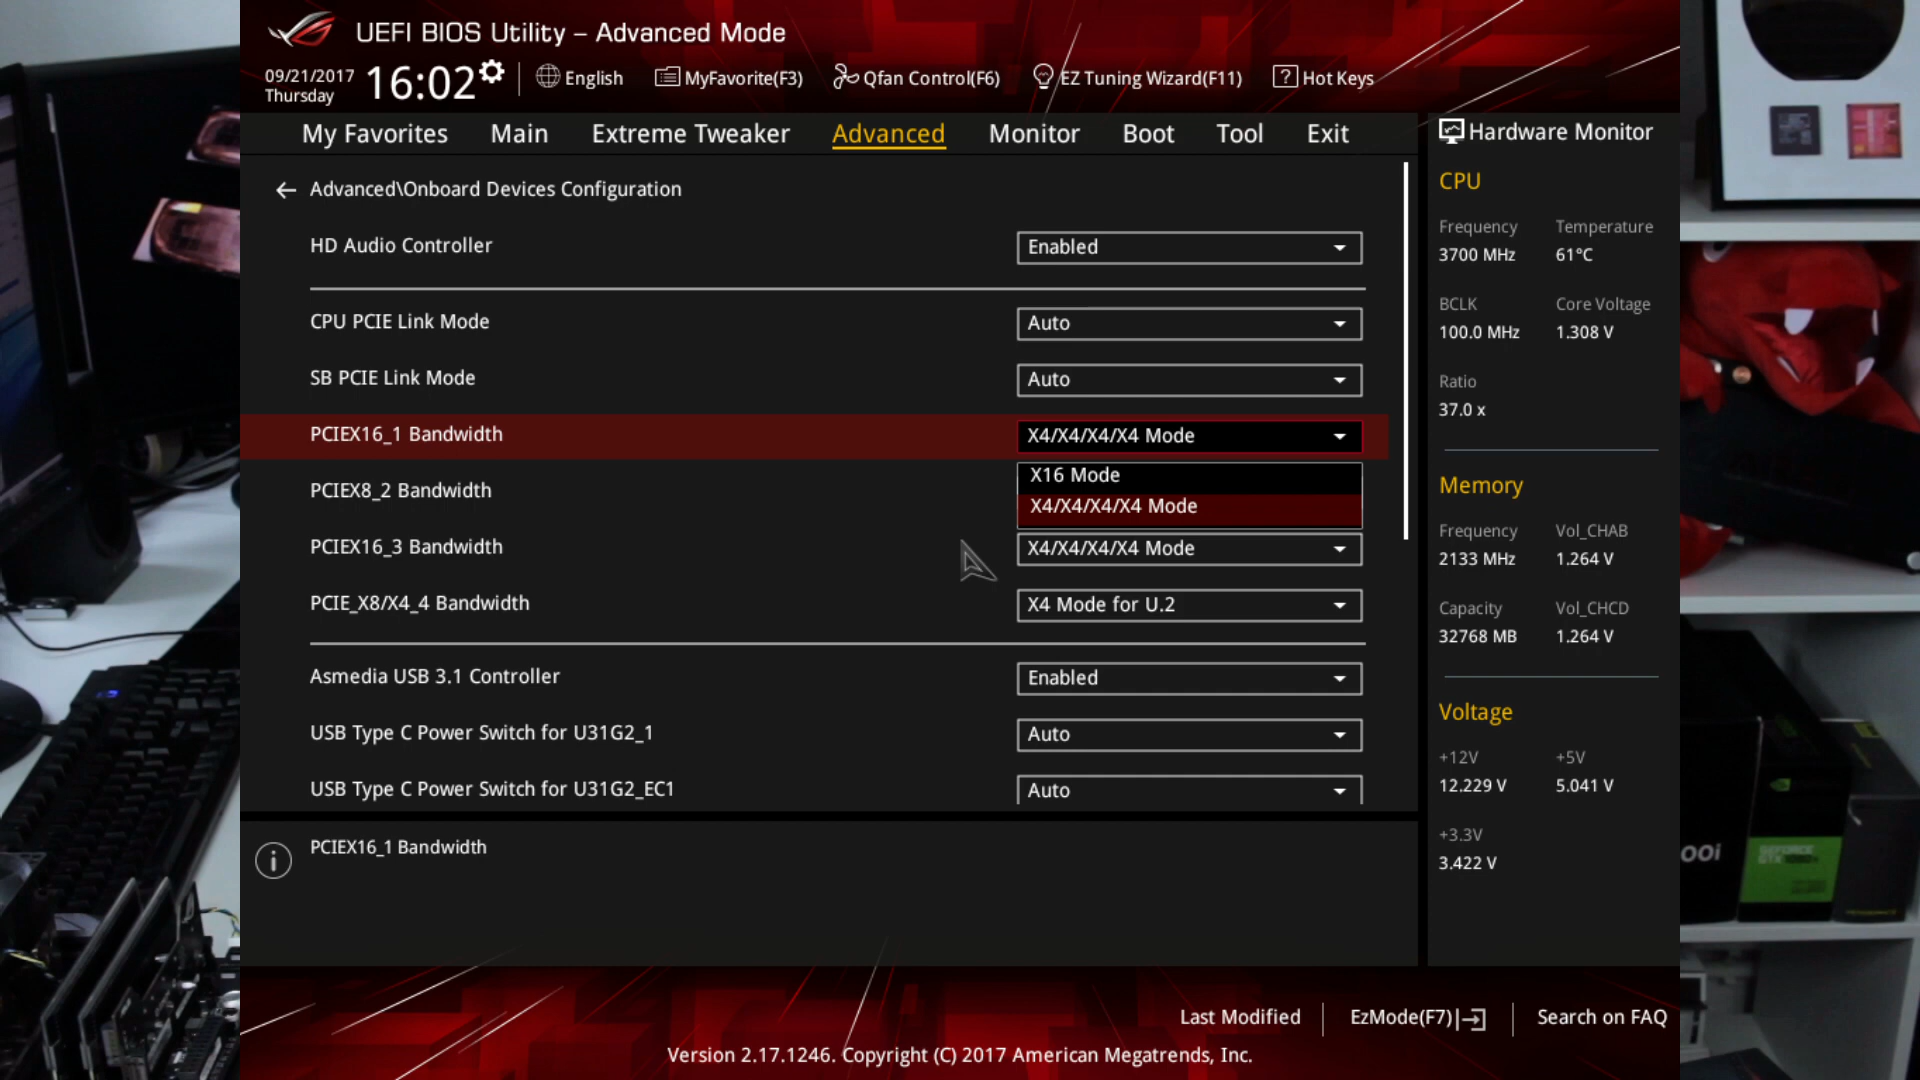 UEFI BIOS Utility – Advanced Mode
09/21/2017
Thursday
16:02
English
MyFavorite(F3)
Qfan Control(F6)
EZ Tuning Wizard(F11)
? Hot Keys
My Favorites
Main
Extreme Tweaker
Advanced
Monitor
Boot
Tool
Exit
Advanced\Onboard Devices Configuration
HD Audio Controller
Enabled
CPU PCIE Link Mode
Auto
SB PCIE Link Mode
Auto
PCIEX16_1 Bandwidth
X4/X4/X4/X4 Mode
X16 Mode
X4/X4/X4/X4 Mode
PCIEX8_2 Bandwidth
PCIEX16_3 Bandwidth
X4/X4/X4/X4 Mode
PCIE_X8/X4_4 Bandwidth
X4 Mode for U.2
Asmedia USB 3.1 Controller
Enabled
USB Type C Power Switch for U31G2_1
Auto
USB Type C Power Switch for U31G2_EC1
Auto
PCIEX16_1 Bandwidth
Hardware Monitor
CPU
Frequency
Temperature
3700 MHz
61°C
BCLK
Core Voltage
100.0 MHz
1.308 V
Ratio
37.0 x
Memory
Frequency
Vol_CHAB
2133 MHz
1.264 V
Capacity
Vol_CHCD
32768 MB
1.264 V
Voltage
+12V
+5V
12.229 V
5.041 V
+3.3V
3.422 V
00i
GEFORCE
Last Modified
EzMode(F7)
Search on FAQ
Version 2.17.1246. Copyright (C) 2017 American Megatrends, Inc.